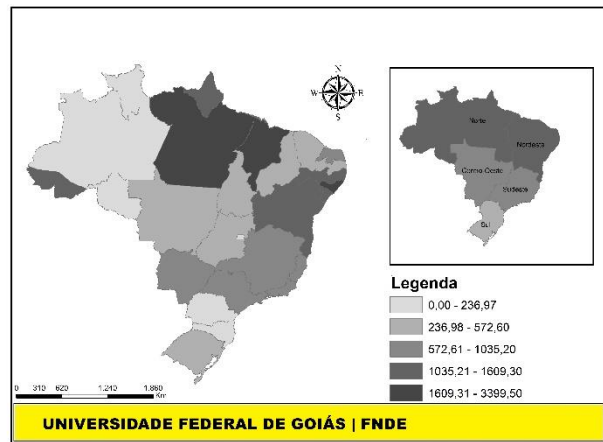 N
W E
S
Norte
Nordeste
Centro Oeste
Sudeste
Sul
Legenda
0,00 - 236,97
236,98 - 572,60
572,61 - 1035,20
1035,21 - 1609,30
1609,31 - 3399,50
0 310 620 1.240 1.860
Km
UNIVERSIDADE FEDERAL DE GOIÁS | FNDE